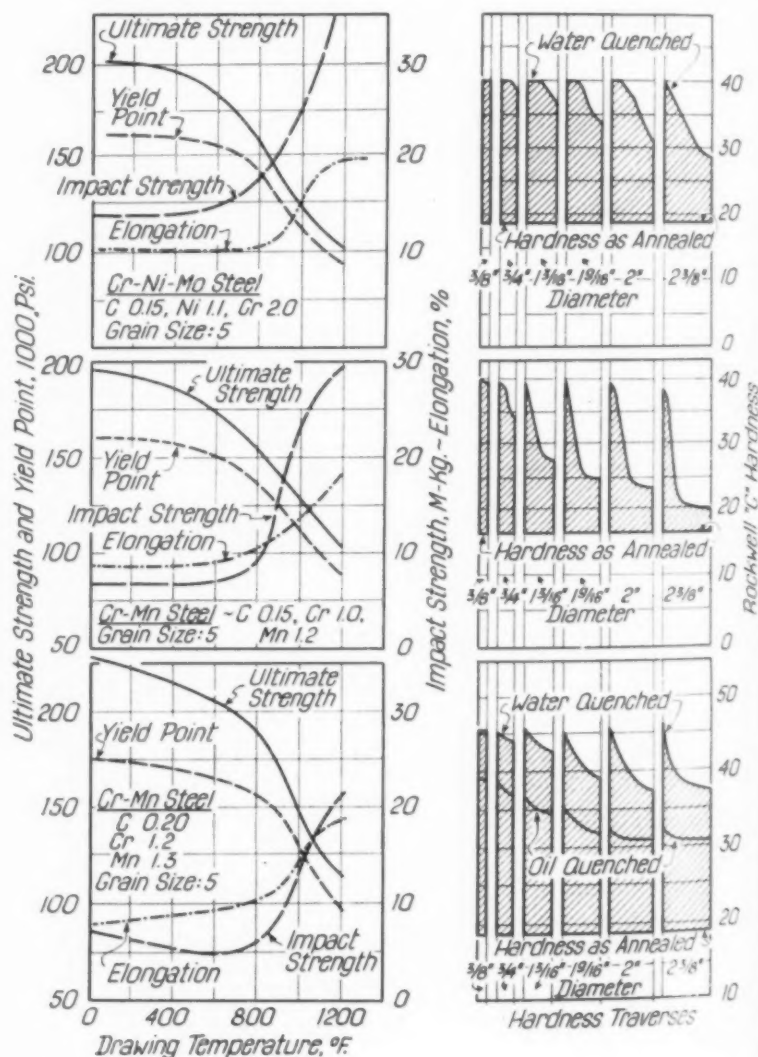 Ultimate Strength and Yield Point, 1000, Psi.
Ultimate Strength
200
Yield
Point
150
Impact Strength
Elongation
100
Cr-Ni-Mo Steel
C 0.15, Ni 1.1, Cr 2.0
Grain Size: 5
30
20
10
200
Ultimate
Strength
Yield
Point
150
Impact Strength
Elongation
100
Cr-Mn Steel ~ C 0.15, Cr 1.0,
Grain Size: 5 Mn 1.2
50
30
20
10
0
Ultimate
Strength
200
Yield Point
150
Cr-Mn Steel
C 0.20
Cr 1.2
Mn 1.3
Grain Size: 5
100
Elongation
Impact
Strength
50
30
20
10
0
0 400 800 1200
Drawing Temperature, °F.
Impact Strength, M-Kg. ~ Elongation, %
Water Quenched
40
30
20
10
0
Hardness as Annealed
3/8" 3/4" 1 3/16" 1 9/16" 2" 2 3/8"
Diameter
40
30
20
10
0
Hardness as Annealed
3/8" 3/4" 1 3/16" 1 9/16" 2" 2 3/8"
Diameter
Water Quenched
50
40
30
20
10
Oil Quenched
Hardness as Annealed
3/8" 3/4" 1 3/16" 1 9/16" 2" 2 3/8"
Diameter
Hardness Traverses
Rockwell "C" Hardness